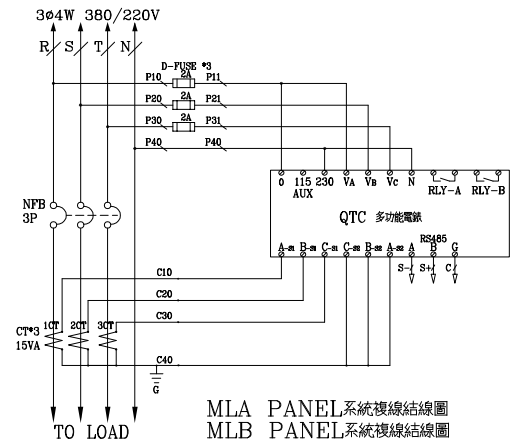 3ø4W 380/220V
R S T N
D-FUSE *3
P10 2A P11
P20 2A P21
P30 2A P31
P40 P40
0 115 230 VA VB VC N
AUX
RLY-A RLY-B
NFB
3P
QTC 多功能電錶
RS485
A-S1 B-S1 C-S1 C-S2 B-S2 A-S2 A B G
S- S+ C
C10
C20
C30
CT*3 1CT 2CT 3CT
15VA
C40
G
MLA PANEL系統複線結線圖
TO LOAD MLB PANEL系統複線結線圖